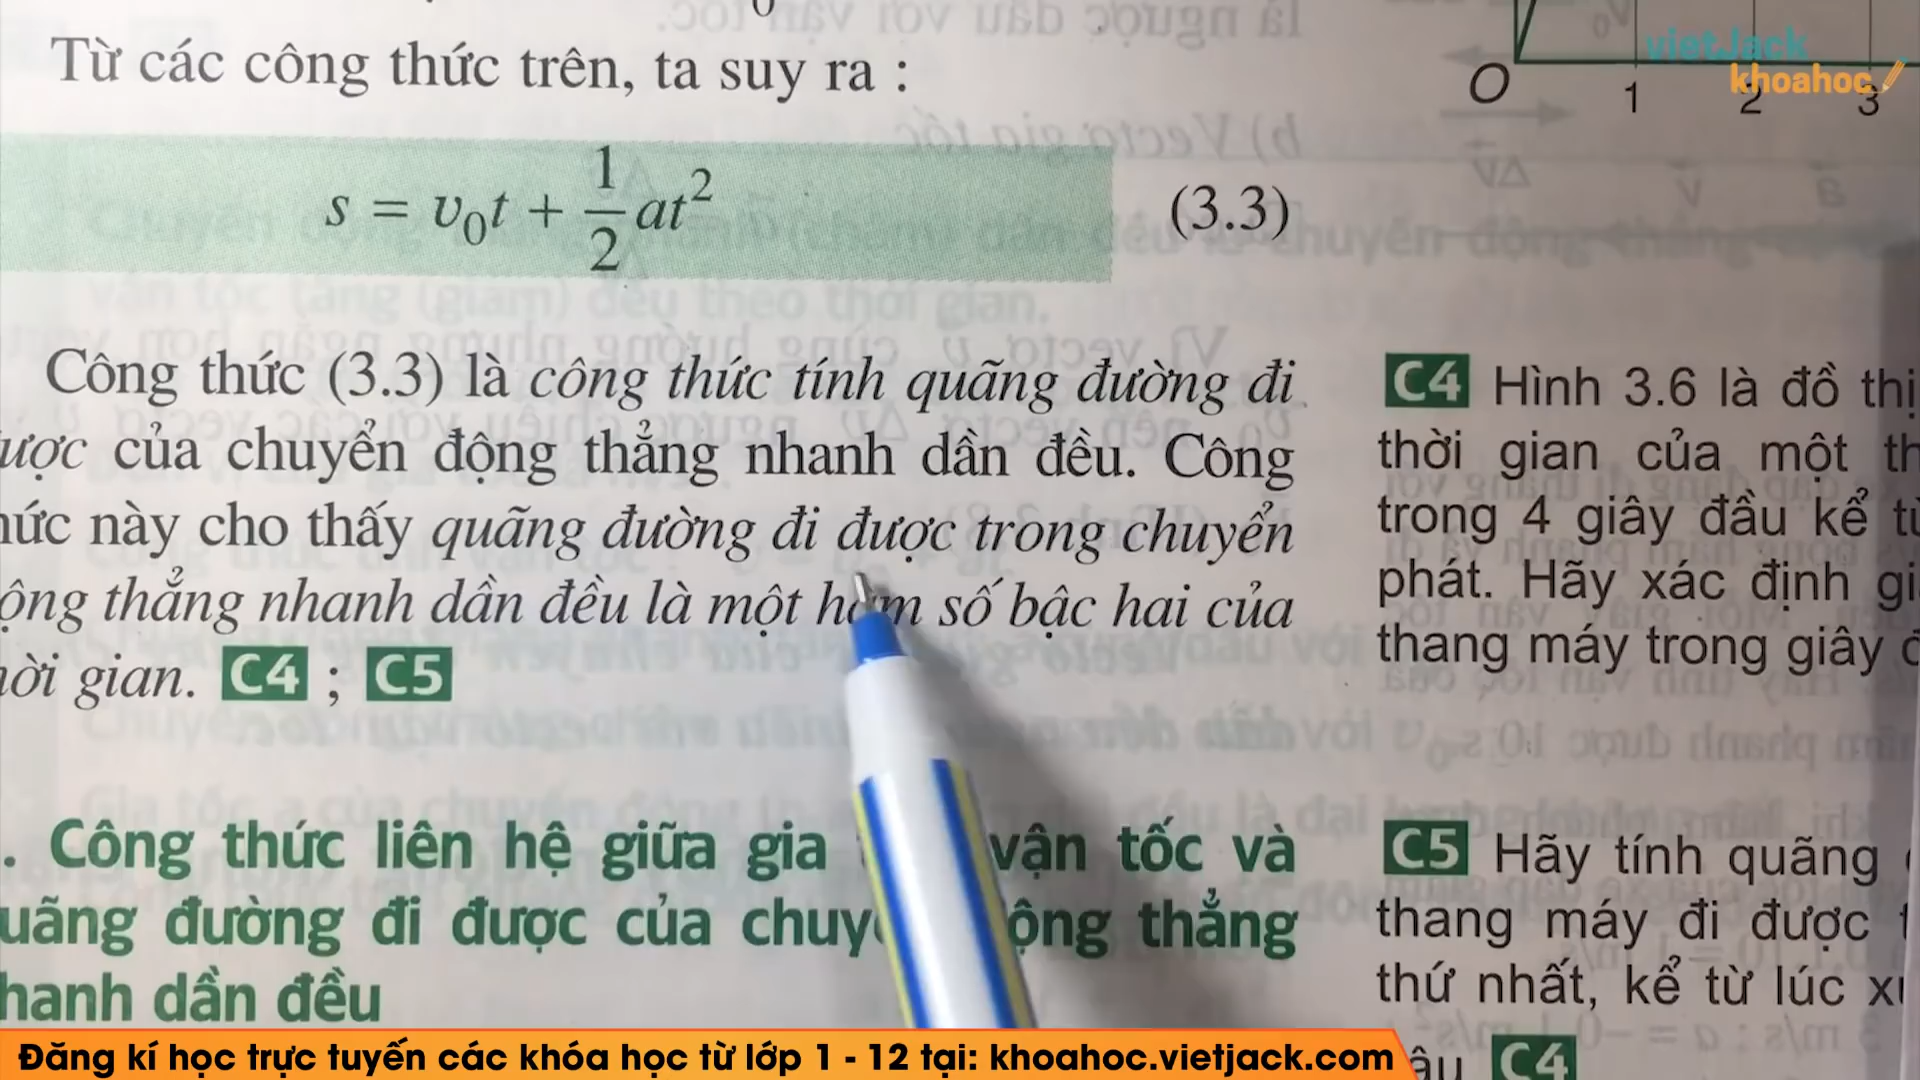 Từ các công thức trên, ta suy ra :
s = v₀t + 1/2 at² (3.3)
Công thức (3.3) là công thức tính quãng đường đi
ược của chuyển động thẳng nhanh dần đều. Công
này cho thấy quãng đường đi được trong chuyển
thẳng nhanh dần đều là một số bậc hai của
gian. C4 ; C5
. Công thức liên hệ giữa gia vận tốc và
uãng đường đi được của thẳng
hanh dần đều
O 1 2 3
vietJack
khoahoc
C4 Hình 3.6 là đồ thị
thời gian của một th
trong 4 giây đầu kể từ
phát. Hãy xác định gi
thang máy trong giây đ
C5 Hãy tính quãng
thang máy đi được
thứ nhất, kể từ lúc
C4
Đăng kí học trực tuyến các khóa học từ lớp 1 - 12 tại: khoahoc.vietjack.com